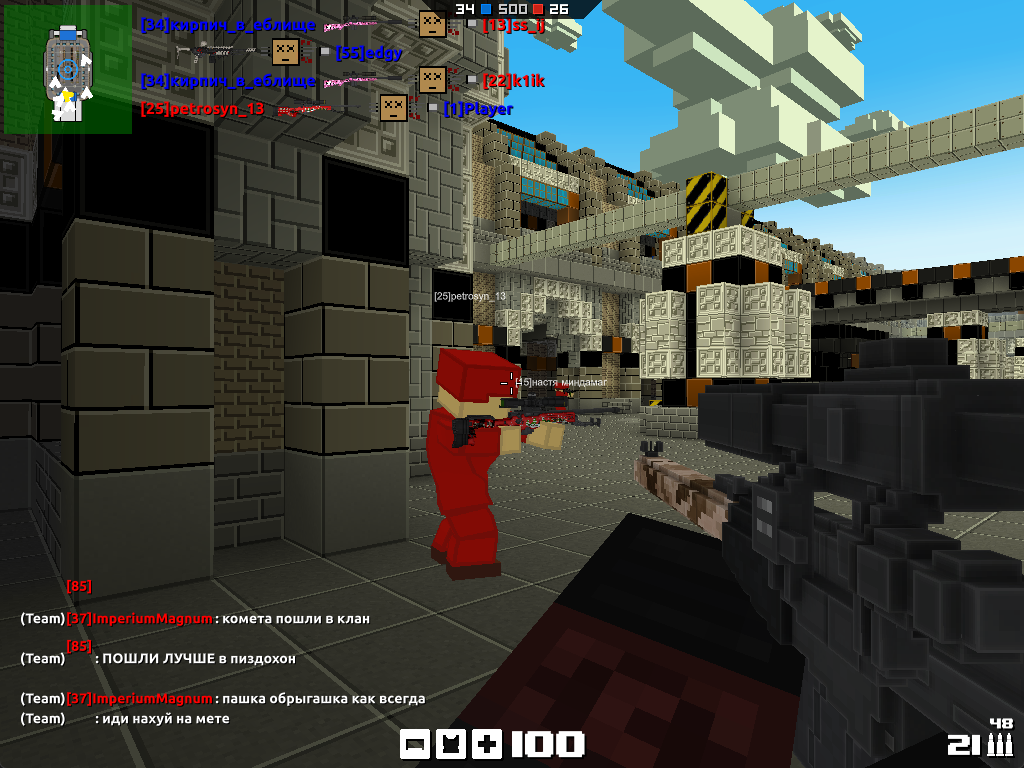 34 500 26
[34]кирпич_в_еблище [13]ss_ij
[55]edgy
[34]кирпич_в_еблище [22]k1ik
[25]petrosyn_13 [1]Player
[25]petrosyn_13
[45]настя миндамаг
[85]
(Team)[37]ImperiumMagnum : комета пошли в клан
[85]
(Team) : ПОШЛИ ЛУЧШЕ в пиздохон
(Team)[37]ImperiumMagnum : пашка обрыгашка как всегда
(Team) : иди нахуй на мете
100
48
21